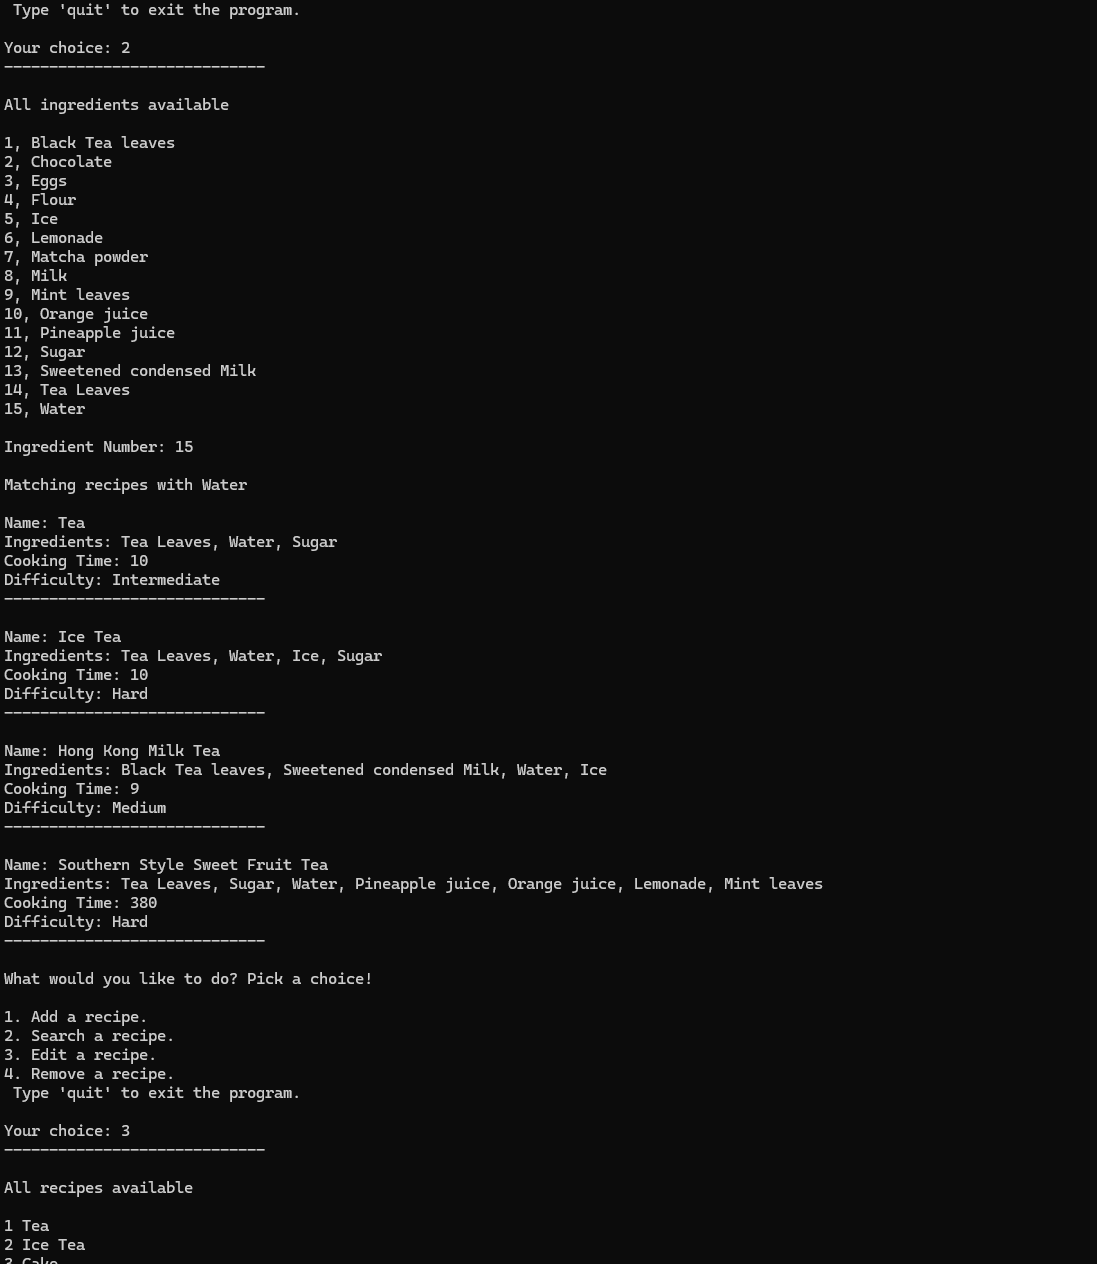 Type 'quit' to exit the program.
Your choice: 2
-----------------------------
All ingredients available
1, Black Tea leaves
2, Chocolate
3, Eggs
4, Flour
5, Ice
6, Lemonade
7, Matcha powder
8, Milk
9, Mint leaves
10, Orange juice
11, Pineapple juice
12, Sugar
13, Sweetened condensed Milk
14, Tea Leaves
15, Water
Ingredient Number: 15
Matching recipes with Water
Name: Tea
Ingredients: Tea Leaves, Water, Sugar
Cooking Time: 10
Difficulty: Intermediate
-----------------------------
Name: Ice Tea
Ingredients: Tea Leaves, Water, Ice, Sugar
Cooking Time: 10
Difficulty: Hard
-----------------------------
Name: Hong Kong Milk Tea
Ingredients: Black Tea leaves, Sweetened condensed Milk, Water, Ice
Cooking Time: 9
Difficulty: Medium
-----------------------------
Name: Southern Style Sweet Fruit Tea
Ingredients: Tea Leaves, Sugar, Water, Pineapple juice, Orange juice, Lemonade, Mint leaves
Cooking Time: 380
Difficulty: Hard
-----------------------------
What would you like to do? Pick a choice!
1. Add a recipe.
2. Search a recipe.
3. Edit a recipe.
4. Remove a recipe.
Type 'quit' to exit the program.
Your choice: 3
-----------------------------
All recipes available
1 Tea
2 Ice Tea
3 Cake